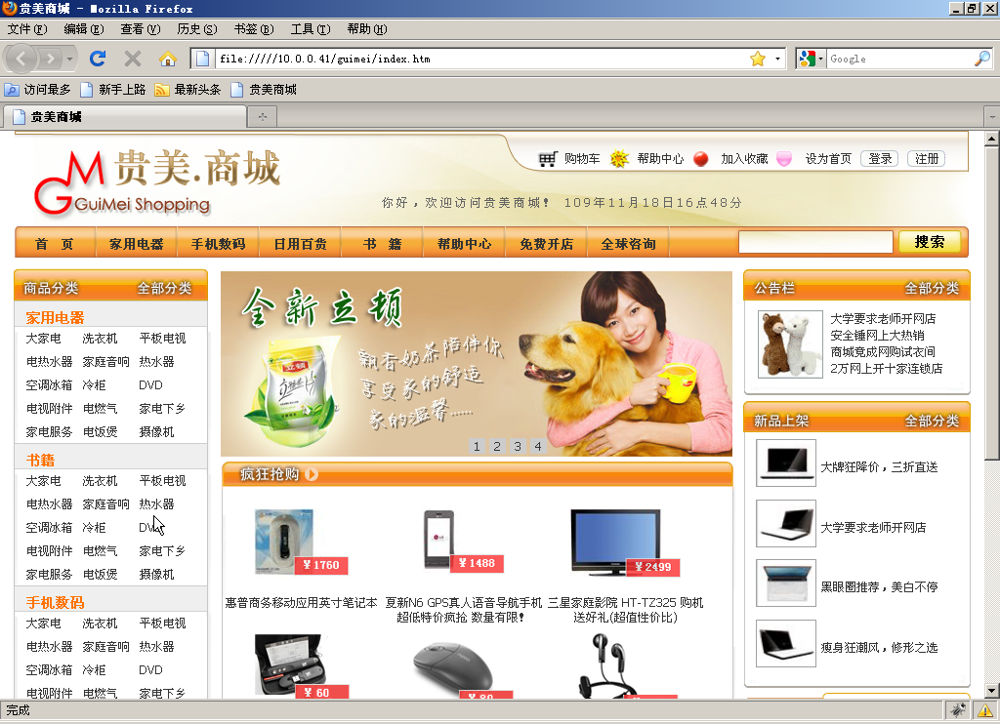 贵美商城 - Mozilla Firefox
文件(F) 编辑(E) 查看(V) 历史(S) 书签(B) 工具(T) 帮助(H)
file://///10.0.0.41/guimei/index.htm Google
访问最多 新手上路 最新头条 贵美商城
贵美商城
GM 贵美.商城
GuiMei Shopping
购物车 帮助中心 加入收藏 设为首页 登录 注册
你好，欢迎访问贵美商城! 109年11月18日16点48分
首 页 家用电器 手机数码 日用百货 书 籍 帮助中心 免费开店 全球咨询 搜索
商品分类 全部分类
家用电器
大家电 洗衣机 平板电视
电热水器 家庭音响 热水器
空调冰箱 冷柜 DVD
电视附件 电燃气 家电下乡
家电服务 电饭煲 摄像机
书籍
大家电 洗衣机 平板电视
电热水器 家庭音响 热水器
空调冰箱 冷柜 DVD
电视附件 电燃气 家电下乡
家电服务 电饭煲 摄像机
手机数码
大家电 洗衣机 平板电视
电热水器 家庭音响 热水器
空调冰箱 冷柜 DVD
电视附件 电燃气 家电下乡
全新立顿
飘香奶茶陪伴你
享受家的舒适
家的温馨......
1 2 3 4
疯狂抢购
¥1760
¥1488
¥2499
惠普商务移动应用英寸笔记本
夏新N6 GPS真人语音导航手机
超低特价疯抢 数量有限!
三星家庭影院 HT-TZ325 购机
送好礼(超值性价比)
¥ 60
公告栏 全部分类
大学要求老师开网店
安全锤网上大热销
商城竟成网购试衣间
2万网上开十家连锁店
新品上架 全部分类
大牌狂降价，三折直送
大学要求老师开网店
黑眼圈推荐，美白不停
瘦身狂潮风，修形之选
完成